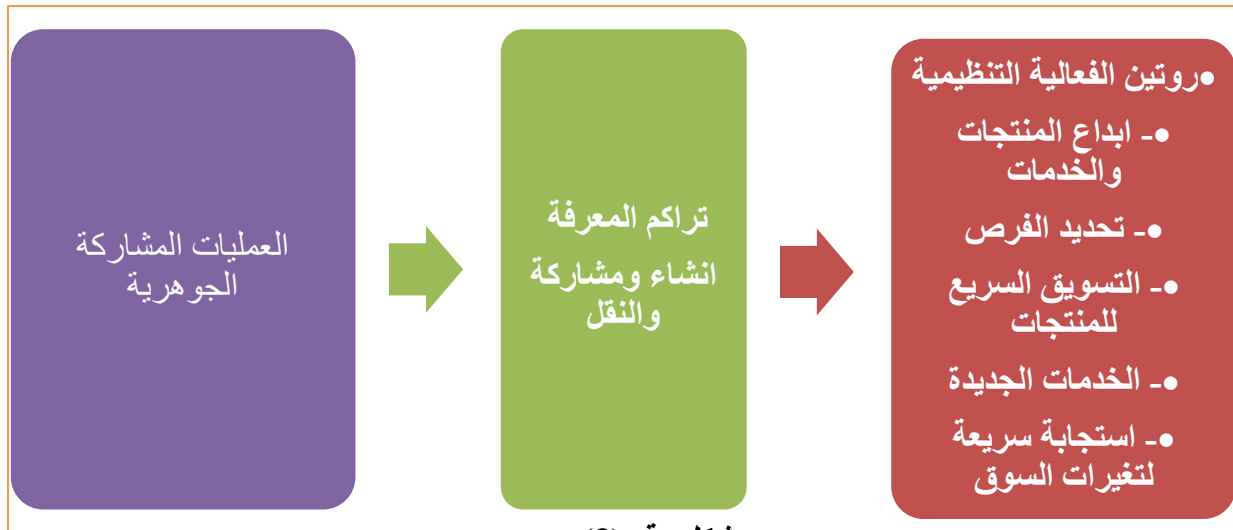 العمليات المشاركة
الجوهرية
تراكم المعرفة
انشاء ومشاركة
والنقل
•روتين الفعالية التنظيمية
•- ابداع المنتجات
والخدمات
•- تحديد الفرص
•- التسويق السريع
للمنتجات
•- الخدمات الجديدة
•- استجابة سريعة
لتغيرات السوق